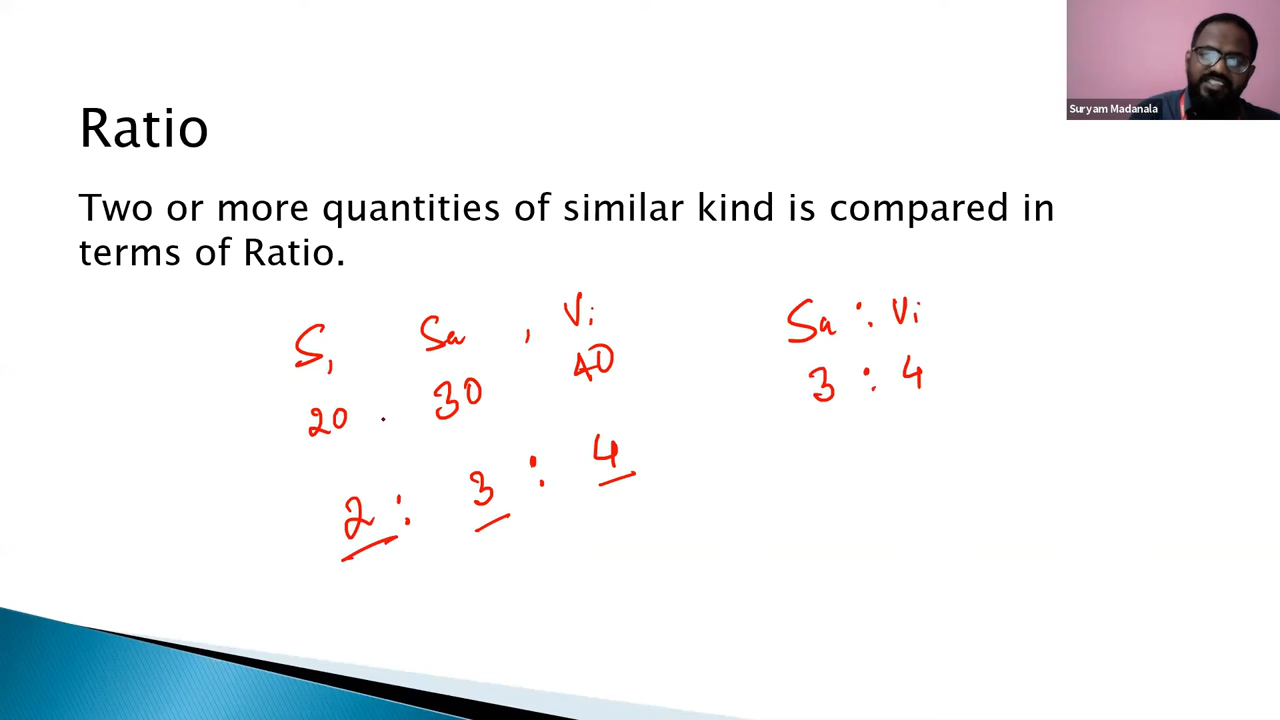 Suryam Madanala
Ratio
Two or more quantities of similar kind is compared in
terms of Ratio.
S, Sa , Vi
20 30 40
2 : 3 : 4
Sa : Vi
3 : 4